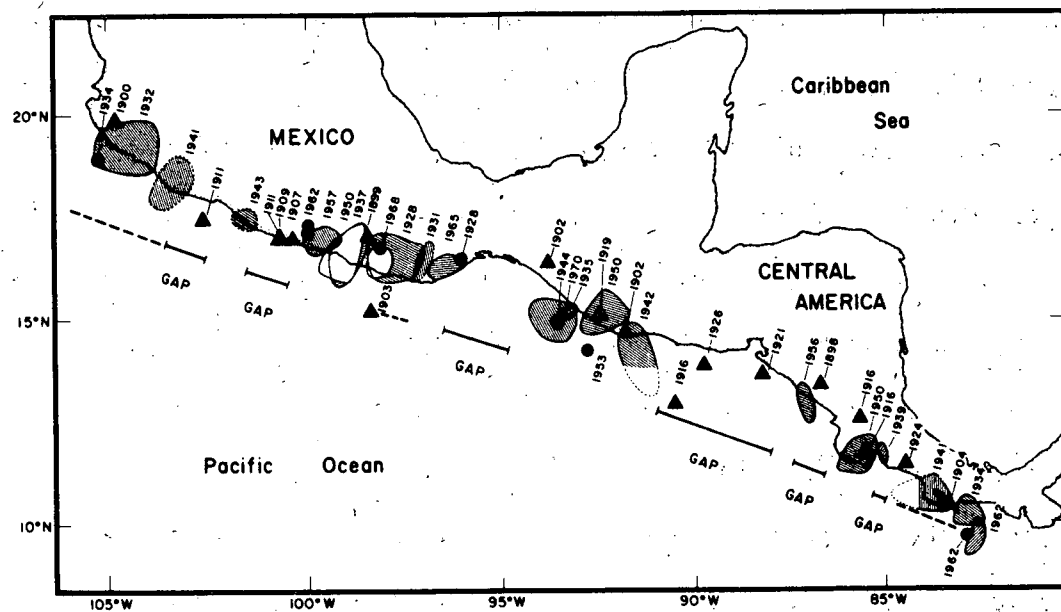 Caribbean
Sea
20°N
1934
1900
1932
MEXICO
1941
1911
1943
1911
1909
1907
1962
1957
1950
1937
1899
1968
1928
1931
1965
1928
1902
1944
1970
1935
1919
1950
1902
1942
CENTRAL
AMERICA
GAP
GAP
1903
15°N
GAP
1953
1926
1921
1956
1898
1916
1916
1950
1916
1939
1924
1941
1904
1934
1962
1962
Pacific Ocean
GAP
GAP
GAP
10°N
105°W
100°W
95°W
90°W
85°W